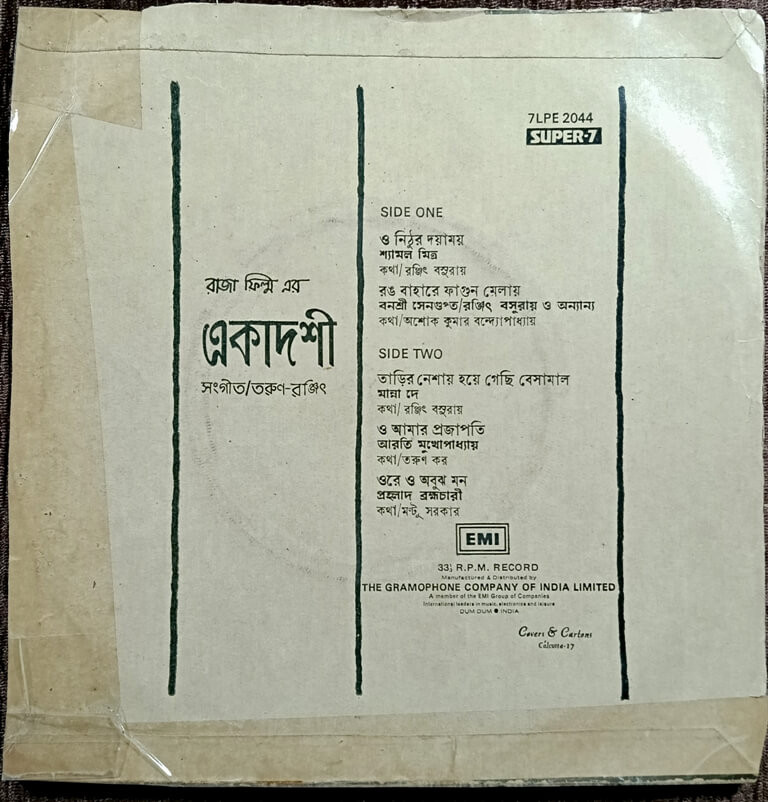 7LPE 2044
SUPER-7
SIDE ONE
ও নিঠুর দয়াময়
শ্যামল মিত্র
কথা/রঞ্জিৎ বসুরায়
রঙ বাহারে ফাগুন মেলায়
বনশ্রী সেনগুপ্ত/রঞ্জিৎ বসুরায় ও অন্যান্য
কথা/অশোক কুমার বন্দ্যোপাধ্যায়
রাজা ফিল্ম এর
একাদশী
সংগীত/তরুণ-রঞ্জিৎ
SIDE TWO
তাড়ির নেশায় হয়ে গেছি বেসামাল
মান্না দে
কথা/রঞ্জিৎ বসুরায়
ও আমার প্রজাপতি
আরতি মুখোপাধ্যায়
কথা/তরুণ কর
ওরে ও অবুঝ মন
প্রহ্লাদ ব্রহ্মচারী
কথা/মণ্টু সরকার
EMI
33⅓ R.P.M. RECORD
Manufactured & Distributed by
THE GRAMOPHONE COMPANY OF INDIA LIMITED
A member of the EMI Group of Companies
International leaders in music, electronics and leisure
DUM DUM ● INDIA
Covers & Cartons
Calcutta-17